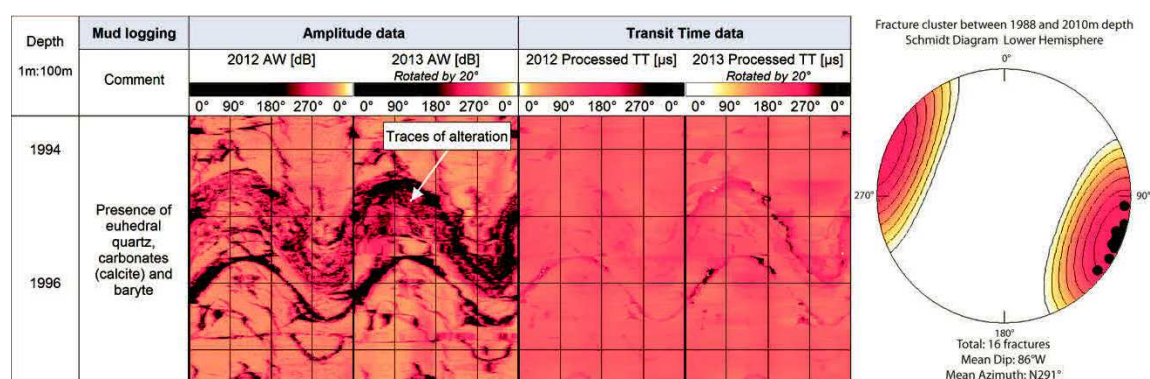 Depth
1m:100m
Mud logging
Comment
Amplitude data
2012 AW [dB]
2013 AW [dB]
Rotated by 20°
0° 90° 180° 270° 0°
0° 90° 180° 270° 0°
Transit Time data
2012 Processed TT [µs]
2013 Processed TT [µs]
Rotated by 20°
0° 90° 180° 270° 0°
0° 90° 180° 270° 0°
1994
1996
Presence of
euhedral
quartz,
carbonates
(calcite) and
baryte
Traces of alteration
Fracture cluster between 1988 and 2010m depth
Schmidt Diagram Lower Hemisphere
0°
270°
90°
180°
Total: 16 fractures
Mean Dip: 86°W
Mean Azimuth: N291°